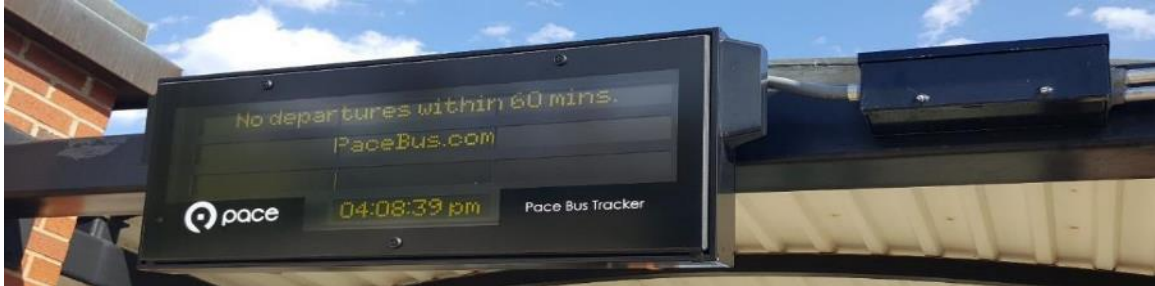 No departures within 60 mins.
PaceBus.com
pace
04:08:39 pm
Pace Bus Tracker